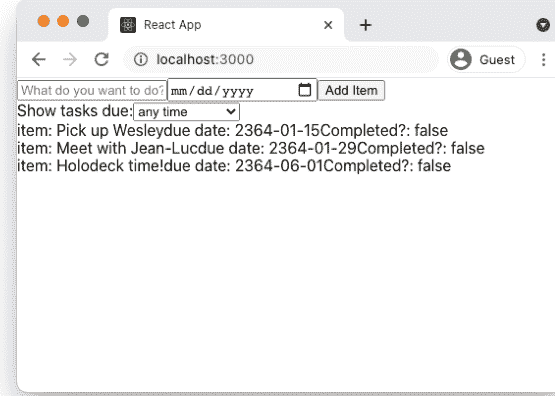 React App
localhost:3000 Guest
What do you want to do? mm/dd/yyyy Add Item
Show tasks due: any time
item: Pick up Wesleydue date: 2364-01-15Completed?: false
item: Meet with Jean-Lucdue date: 2364-01-29Completed?: false
item: Holodeck time!due date: 2364-06-01Completed?: false